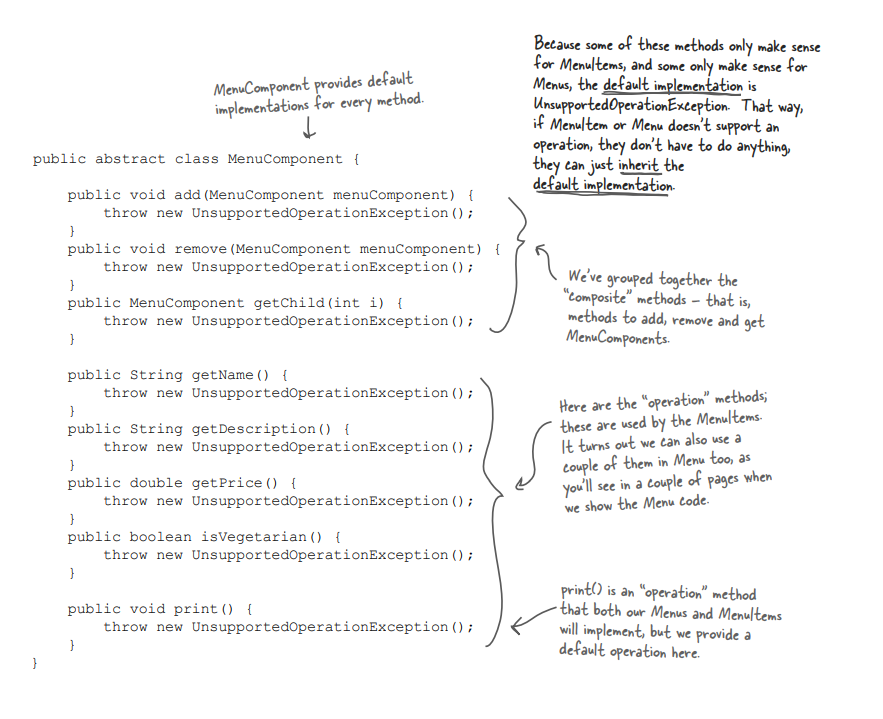 MenuComponent provides default
implementations for every method.
Because some of these methods only make sense
for MenuItems, and some only make sense for
Menus, the default implementation is
UnsupportedOperationException. That way,
if MenuItem or Menu doesn't support an
operation, they don't have to do anything,
they can just inherit the
default implementation.
public abstract class MenuComponent {
public void add(MenuComponent menuComponent) {
throw new UnsupportedOperationException();
}
public void remove(MenuComponent menuComponent) {
throw new UnsupportedOperationException();
}
public MenuComponent getChild(int i) {
throw new UnsupportedOperationException();
}
We've grouped together the
"composite" methods – that is,
methods to add, remove and get
MenuComponents.
public String getName() {
throw new UnsupportedOperationException();
}
public String getDescription() {
throw new UnsupportedOperationException();
}
public double getPrice() {
throw new UnsupportedOperationException();
}
public boolean isVegetarian() {
throw new UnsupportedOperationException();
}
Here are the "operation" methods;
these are used by the MenuItems.
It turns out we can also use a
couple of them in Menu too, as
you'll see in a couple of pages when
we show the Menu code.
public void print() {
throw new UnsupportedOperationException();
}
}
print() is an "operation" method
that both our Menus and MenuItems
will implement, but we provide a
default operation here.